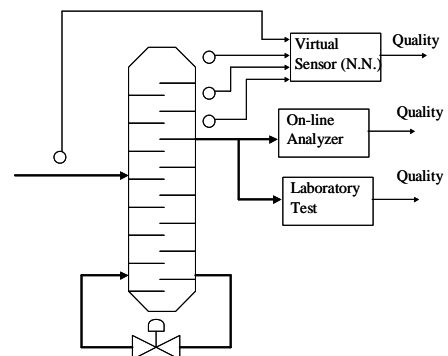 Virtual
Sensor (N.N.)
Quality
On-line
Analyzer
Quality
Laboratory
Test
Quality